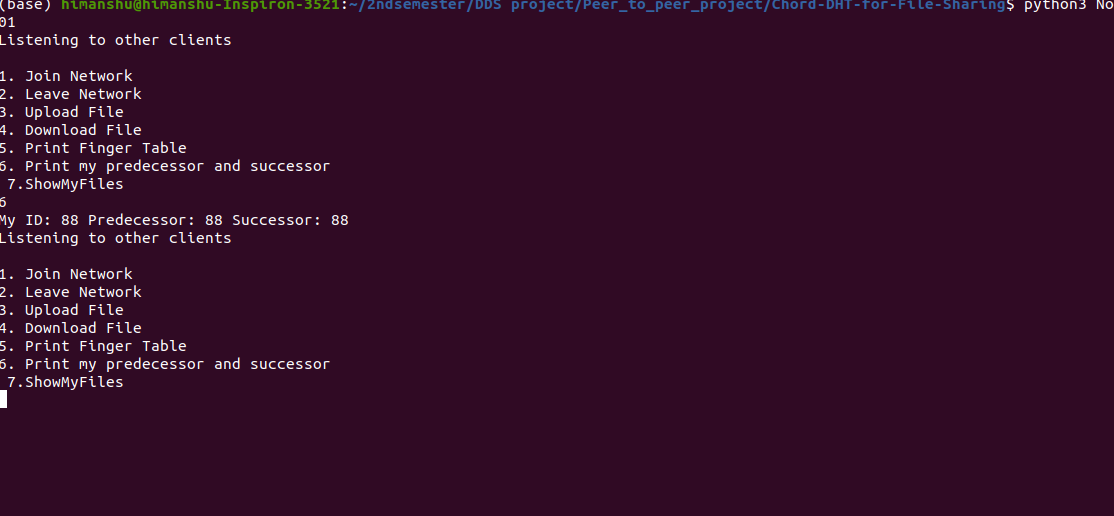 (base) himanshu@himanshu-Inspiron-3521:~/2ndsemester/DDS project/Peer_to_peer_project/Chord-DHT-for-File-Sharing$ python3 No
01
Listening to other clients
1. Join Network
2. Leave Network
3. Upload File
4. Download File
5. Print Finger Table
6. Print my predecessor and successor
7.ShowMyFiles
6
My ID: 88 Predecessor: 88 Successor: 88
Listening to other clients
1. Join Network
2. Leave Network
3. Upload File
4. Download File
5. Print Finger Table
6. Print my predecessor and successor
7.ShowMyFiles